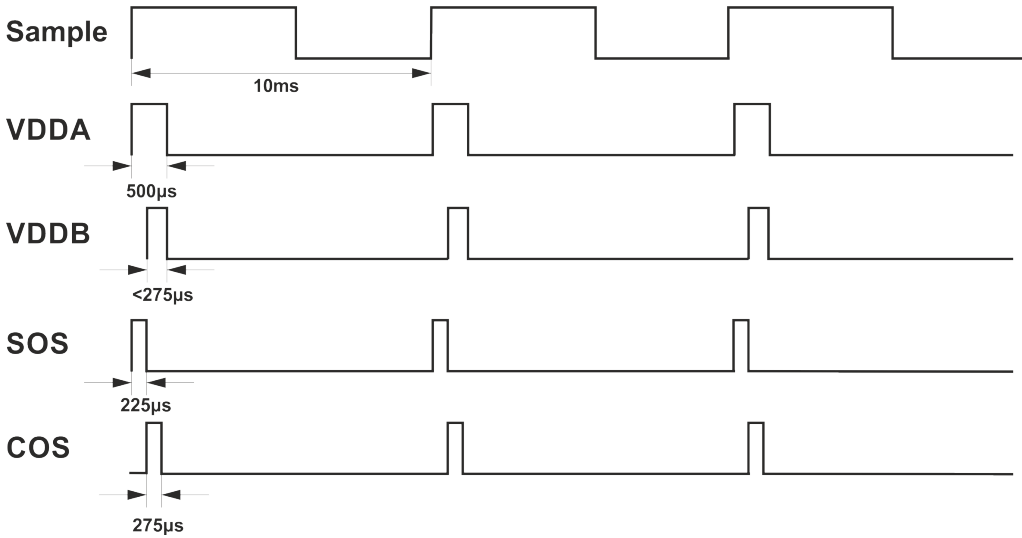 Sample
10ms
VDDA
500µs
VDDB
<275µs
SOS
225µs
COS
275µs